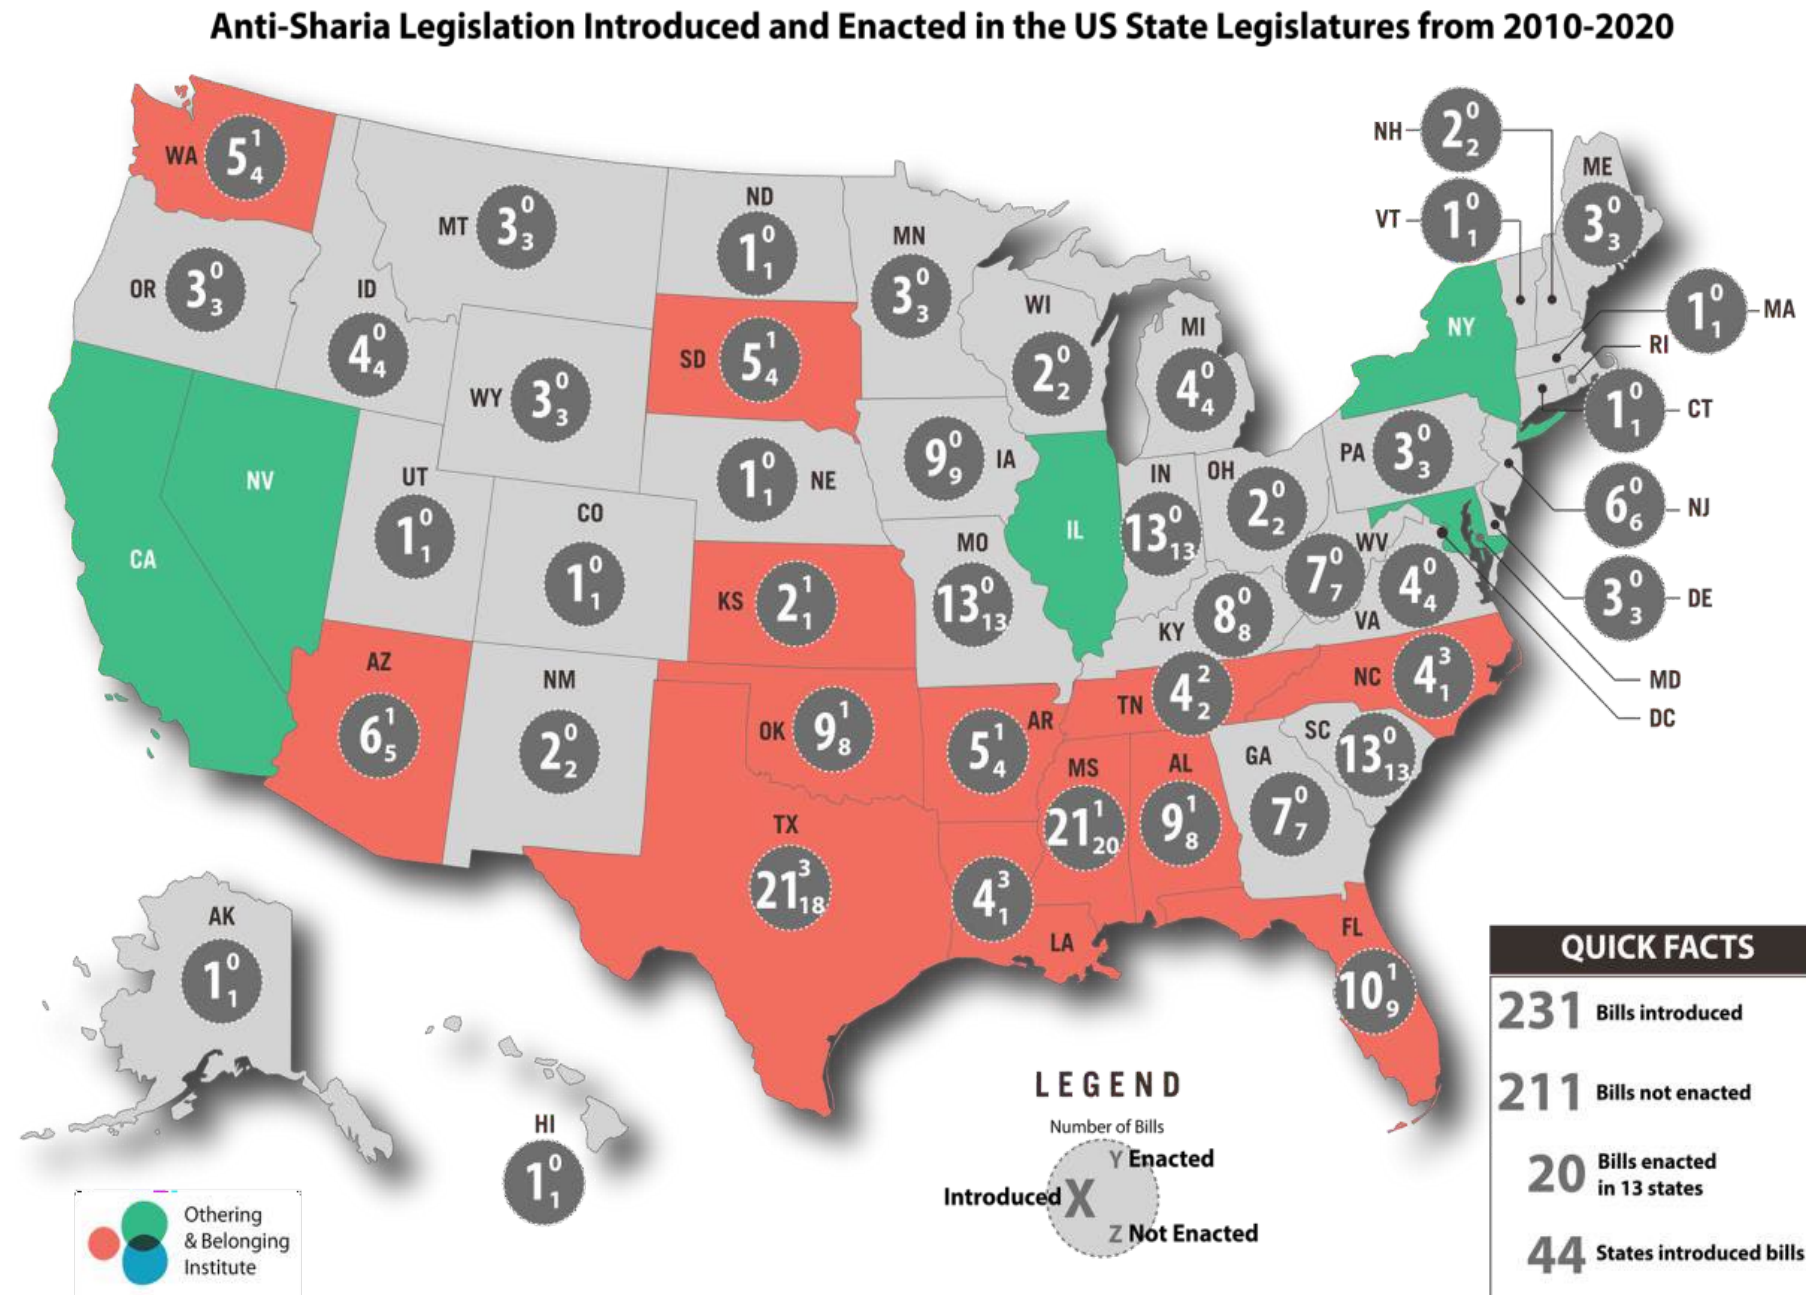 Anti-Sharia Legislation Introduced and Enacted in the US State Legislatures from 2010-2020
WA 5 1 4
OR 3 0 3
ID 4 0 4
MT 3 0 3
ND 1 0 1
SD 5 1 4
MN 3 0 3
WI 2 0 2
MI 4 0 4
WY 3 0 3
NE 1 0 1
IA 9 0 9
CA
NV
UT 1 0 1
CO 1 0 1
KS 2 1 1
MO 13 0 13
IL
IN 13 0 13
OH 2 0 2
PA 3 0 3
NY
NH 2 0 2
VT 1 0 1
ME 3 0 3
MA 1 0 1
RI
CT 1 0 1
NJ 6 0 6
DE 3 0 3
MD
DC
WV 7 0 7
VA 4 0 4
KY 8 0 8
TN 4 2 2
NC 4 3 1
SC 13 0 13
GA 7 0 7
AZ 6 1 5
NM 2 0 2
OK 9 1 8
AR 5 1 4
TX 21 3 18
LA 4 3 1
MS 21 1 20
AL 9 1 8
FL 10 1 9
AK 1 0 1
HI 1 0 1
LEGEND
Number of Bills
Y Enacted
Introduced X
Z Not Enacted
QUICK FACTS
231 Bills introduced
211 Bills not enacted
20 Bills enacted
in 13 states
44 States introduced bills
Othering
& Belonging
Institute